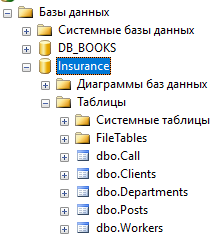 Базы данных
Системные базы данных
DB_BOOKS
Insurance
Диаграммы баз данных
Таблицы
Системные таблицы
FileTables
dbo.Call
dbo.Clients
dbo.Departments
dbo.Posts
dbo.Workers